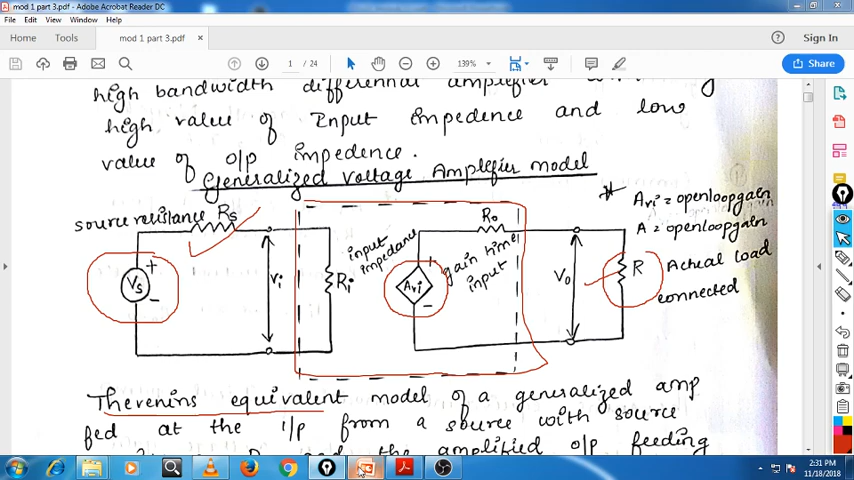 mod 1 part 3.pdf - Adobe Acrobat Reader DC
File Edit View Window Help
Home Tools mod 1 part 3.pdf × Sign In
1 / 24 139% Share
high bandwidth differential amplifier
high value of Input impedence and low
value of o/p impedence.
Generalized Voltage Amplefier model
source resistance Rs
Vs + -
Vi
Ri
input impedance
Avi + -
gain time input
Ro
Vo
R
* Avi = openloopgain
A = openloopgain
Actual load
connected
Thevenins equivalent model of a generalized amp
fed at the i/p from a source with source
the amplified o/p feeding
2:31 PM
11/18/2018